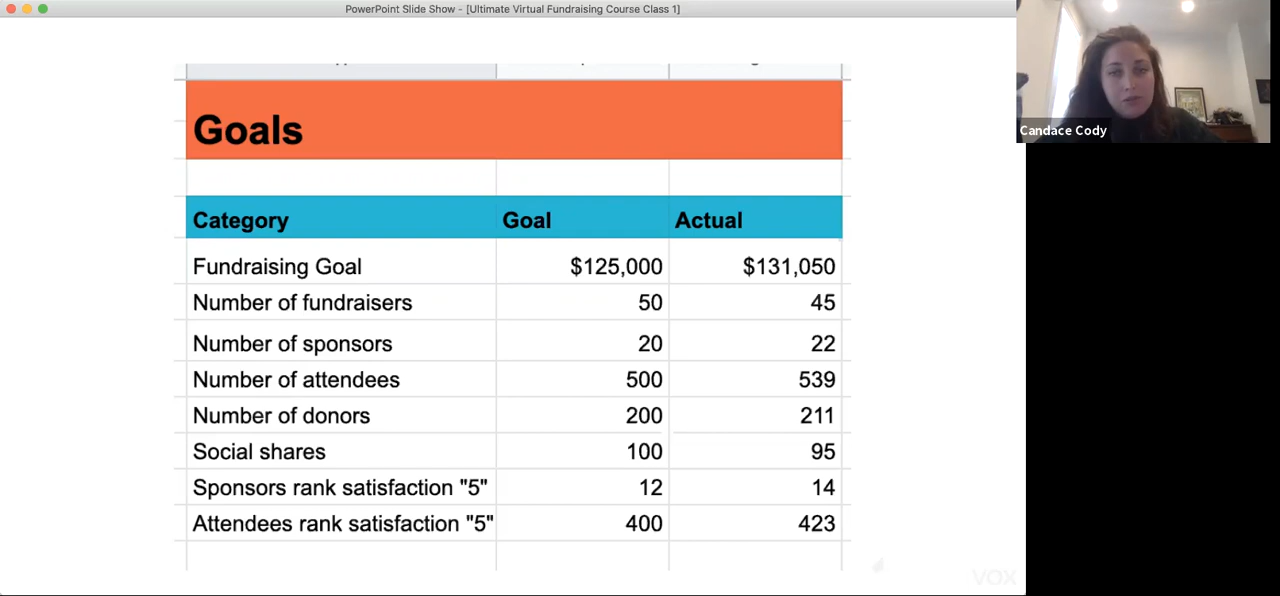 PowerPoint Slide Show - [Ultimate Virtual Fundraising Course Class 1]
Candace Cody
Goals
Category Goal Actual
Fundraising Goal $125,000 $131,050
Number of fundraisers 50 45
Number of sponsors 20 22
Number of attendees 500 539
Number of donors 200 211
Social shares 100 95
Sponsors rank satisfaction "5" 12 14
Attendees rank satisfaction "5" 400 423
VOX